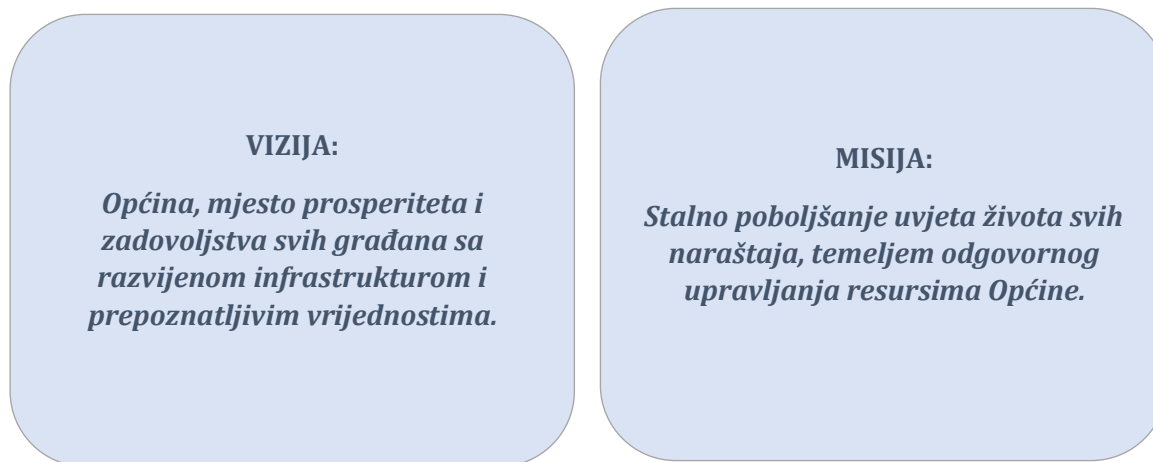 VIZIJA:
Općina, mjesto prosperiteta i
zadovoljstva svih građana sa
razvijenom infrastrukturom i
prepoznatljivim vrijednostima.
MISIJA:
Stalno poboljšanje uvjeta života svih
naraštaja, temeljem odgovornog
upravljanja resursima Općine.